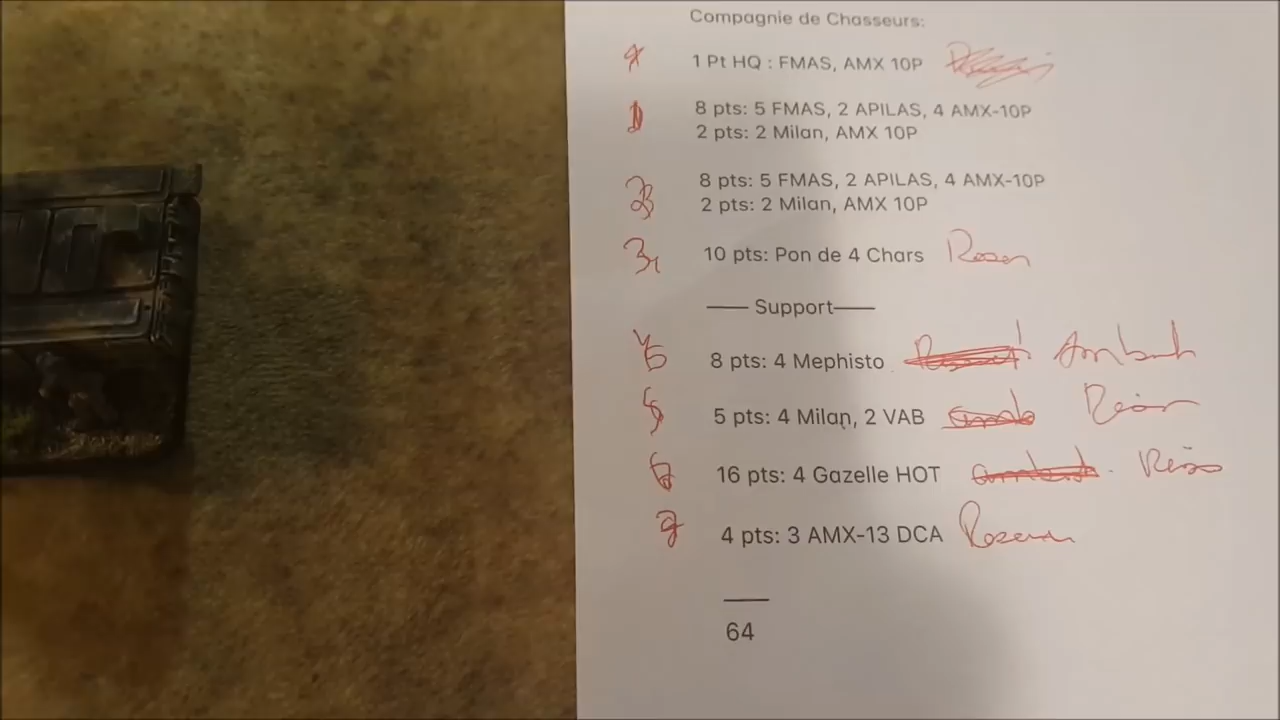 Compagnie de Chasseurs:
1 Pt HQ : FMAS, AMX 10P
8 pts: 5 FMAS, 2 APILAS, 4 AMX-10P
2 pts: 2 Milan, AMX 10P
8 pts: 5 FMAS, 2 APILAS, 4 AMX-10P
2 pts: 2 Milan, AMX 10P
10 pts: Pon de 4 Chars
Support
8 pts: 4 Mephisto Ambush
5 pts: 4 Milan, 2 VAB
16 pts: 4 Gazelle HOT
4 pts: 3 AMX-13 DCA
64